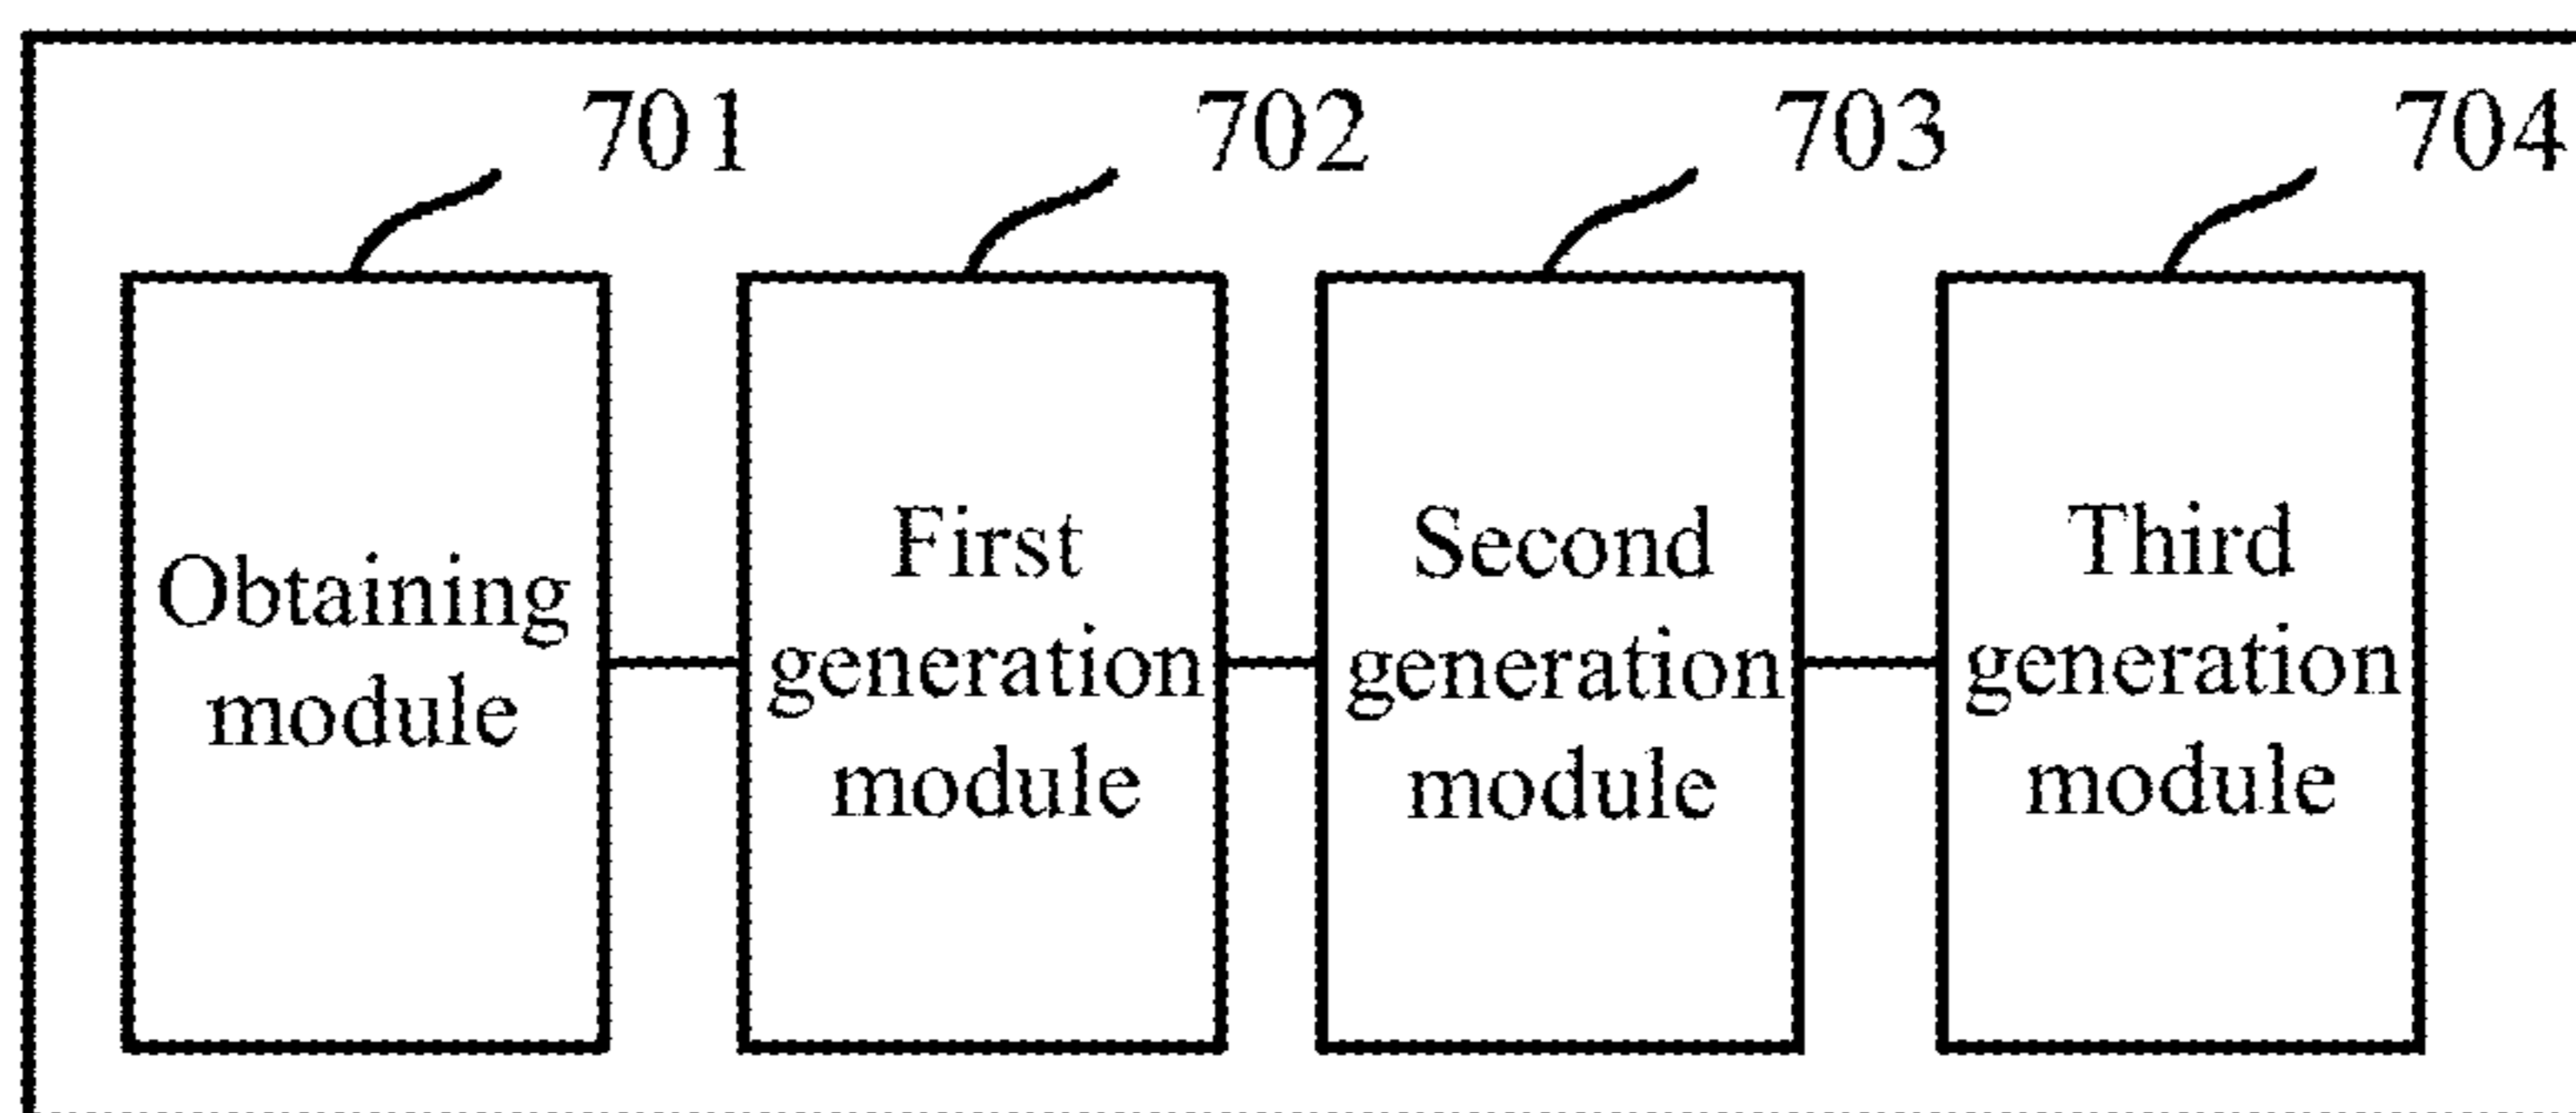 701
702
703
704
Obtaining
module
First
generation
module
Second
generation
module
Third
generation
module